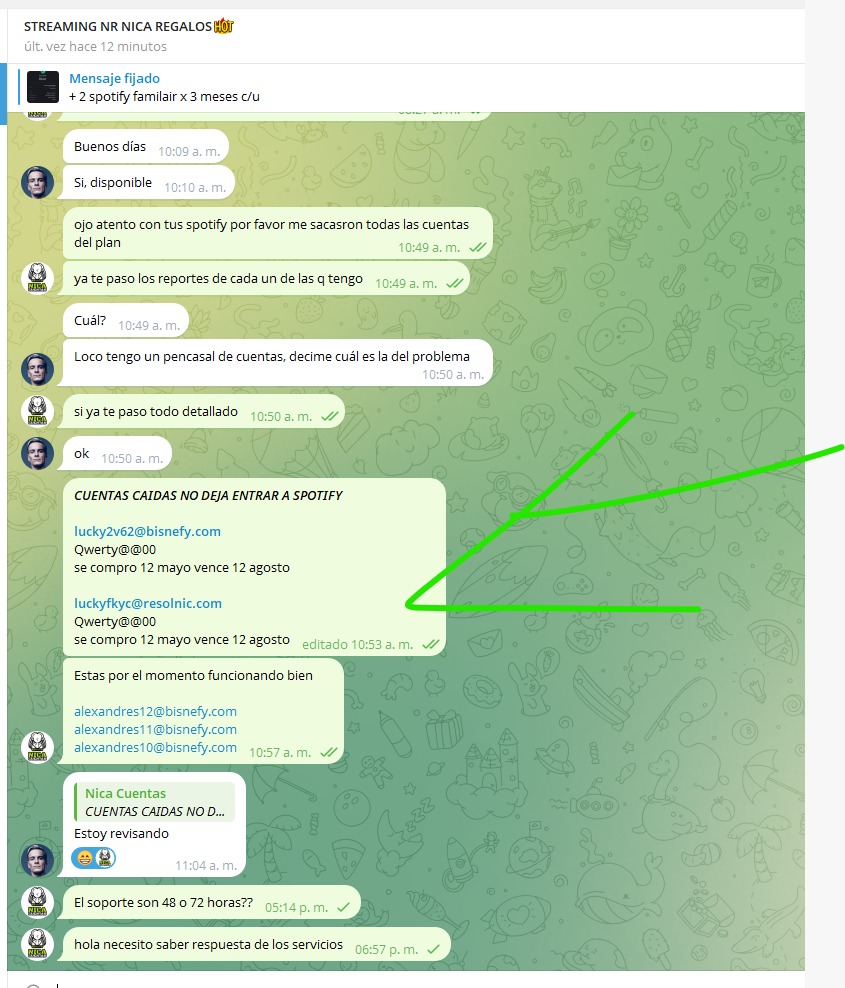 STREAMING NR NICA REGALOS HOT
últ. vez hace 12 minutos
Mensaje fijado
+ 2 spotify familair x 3 meses c/u
Buenos días 10:09 a. m.
Si, disponible 10:10 a. m.
ojo atento con tus spotify por favor me sacasron todas las cuentas
del plan 10:49 a. m.
ya te paso los reportes de cada un de las q tengo 10:49 a. m.
Cuál? 10:49 a. m.
Loco tengo un pencasal de cuentas, decime cuál es la del problema
10:50 a. m.
si ya te paso todo detallado 10:50 a. m.
ok 10:50 a. m.
CUENTAS CAIDAS NO DEJA ENTRAR A SPOTIFY
lucky2v62@bisnefy.com
Qwerty@@00
se compro 12 mayo vence 12 agosto
luckyfkyc@resolnic.com
Qwerty@@00
se compro 12 mayo vence 12 agosto editado 10:53 a. m.
Estas por el momento funcionando bien
alexandres12@bisnefy.com
alexandres11@bisnefy.com
alexandres10@bisnefy.com 10:57 a. m.
Nica Cuentas
CUENTAS CAIDAS NO D...
Estoy revisando
11:04 a. m.
El soporte son 48 o 72 horas?? 05:14 p. m.
hola necesito saber respuesta de los servicios 06:57 p. m.